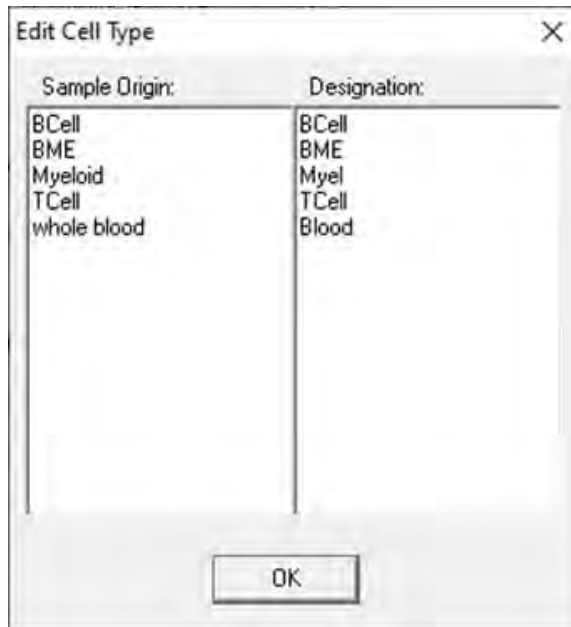 Edit Cell Type
Sample Origin: Designation:
BCell BCell
BME BME
Myeloid Myel
TCell TCell
whole blood Blood
OK